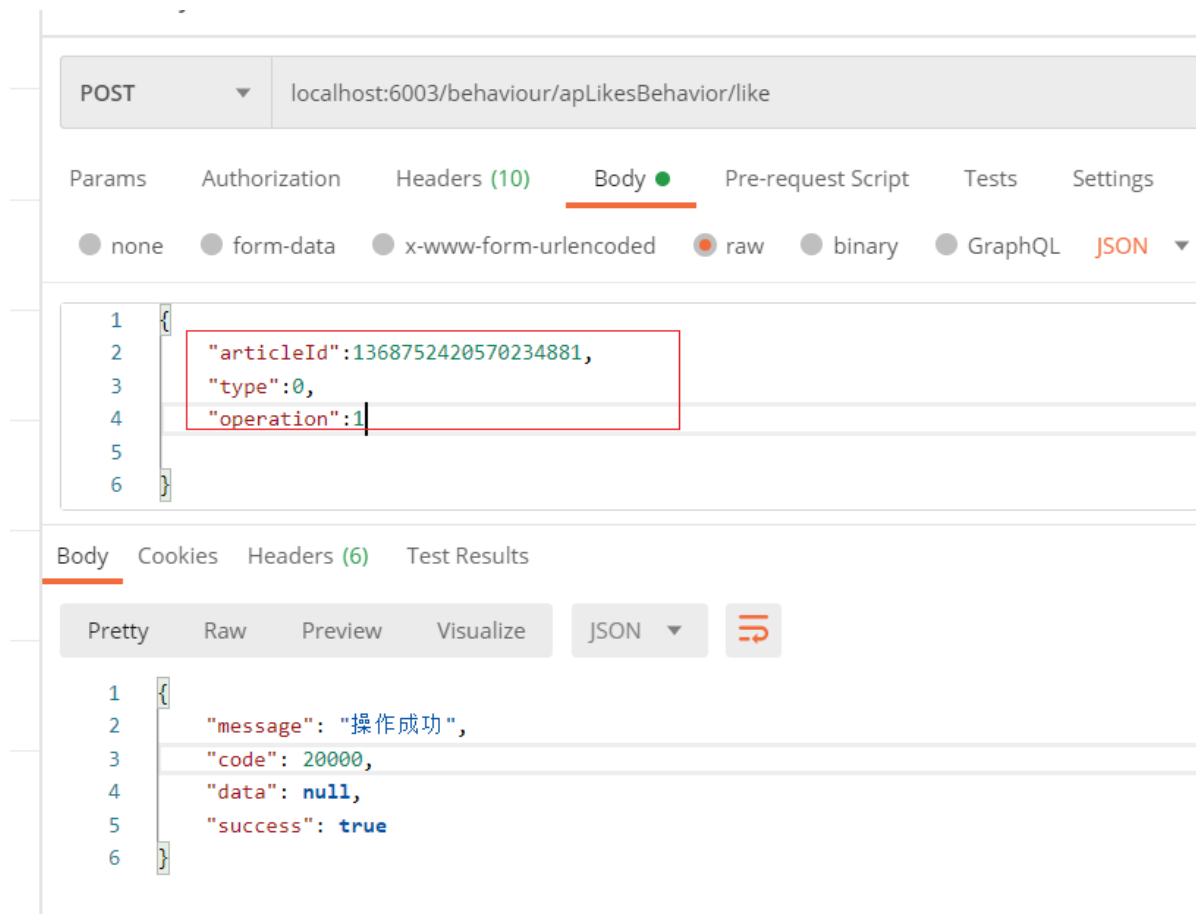 POST localhost:6003/behaviour/apLikesBehavior/like
Params Authorization Headers (10) Body Pre-request Script Tests Settings
none form-data x-www-form-urlencoded raw binary GraphQL JSON
1 {
2 "articleId":1368752420570234881,
3 "type":0,
4 "operation":1
5
6 }
Body Cookies Headers (6) Test Results
Pretty Raw Preview Visualize JSON
1 {
2 "message": "操作成功",
3 "code": 20000,
4 "data": null,
5 "success": true
6 }